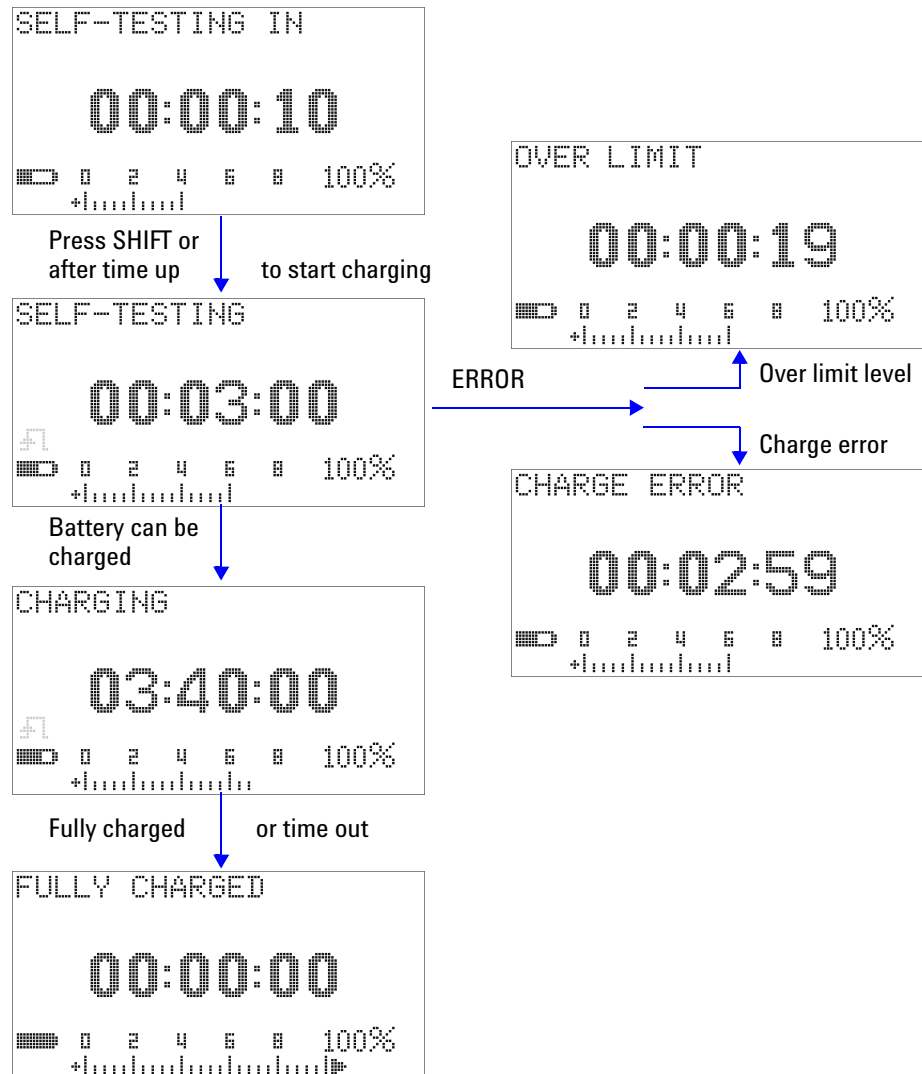 SELF-TESTING IN
00:00:10
0 2 4 6 8 100%
Press SHIFT or
after time up
to start charging
SELF-TESTING
00:03:00
0 2 4 6 8 100%
Battery can be
charged
CHARGING
03:40:00
0 2 4 6 8 100%
Fully charged
or time out
FULLY CHARGED
00:00:00
0 2 4 6 8 100%
ERROR
OVER LIMIT
00:00:19
0 2 4 6 8 100%
Over limit level
Charge error
CHARGE ERROR
00:02:59
0 2 4 6 8 100%